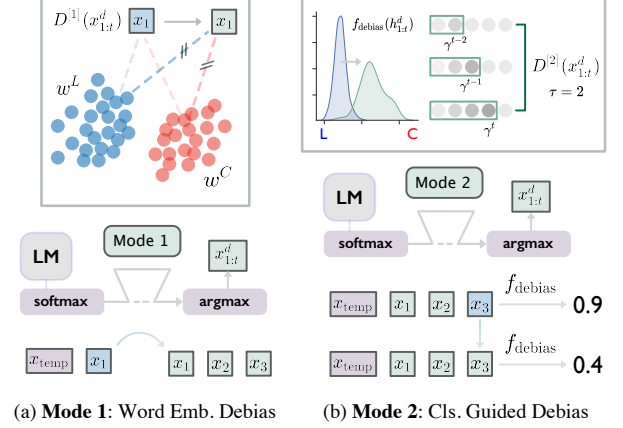 D^{[1]}(x^d_{1:t})
x_1
x_1
w^L
w^C
LM
Mode 1
x^d_{1:t}
softmax
argmax
x_temp
x_1
x_1
x_2
x_3
(a) Mode 1: Word Emb. Debias
f_debias(h^d_{1:t})
γ^{t-2}
γ^{t-1}
γ^t
D^{[2]}(x^d_{1:t})
τ = 2
L
C
LM
Mode 2
x^d_{1:t}
softmax
argmax
x_temp
x_1
x_2
x_3
f_debias
0.9
x_temp
x_1
x_2
x_3
f_debias
0.4
(b) Mode 2: Cls. Guided Debias